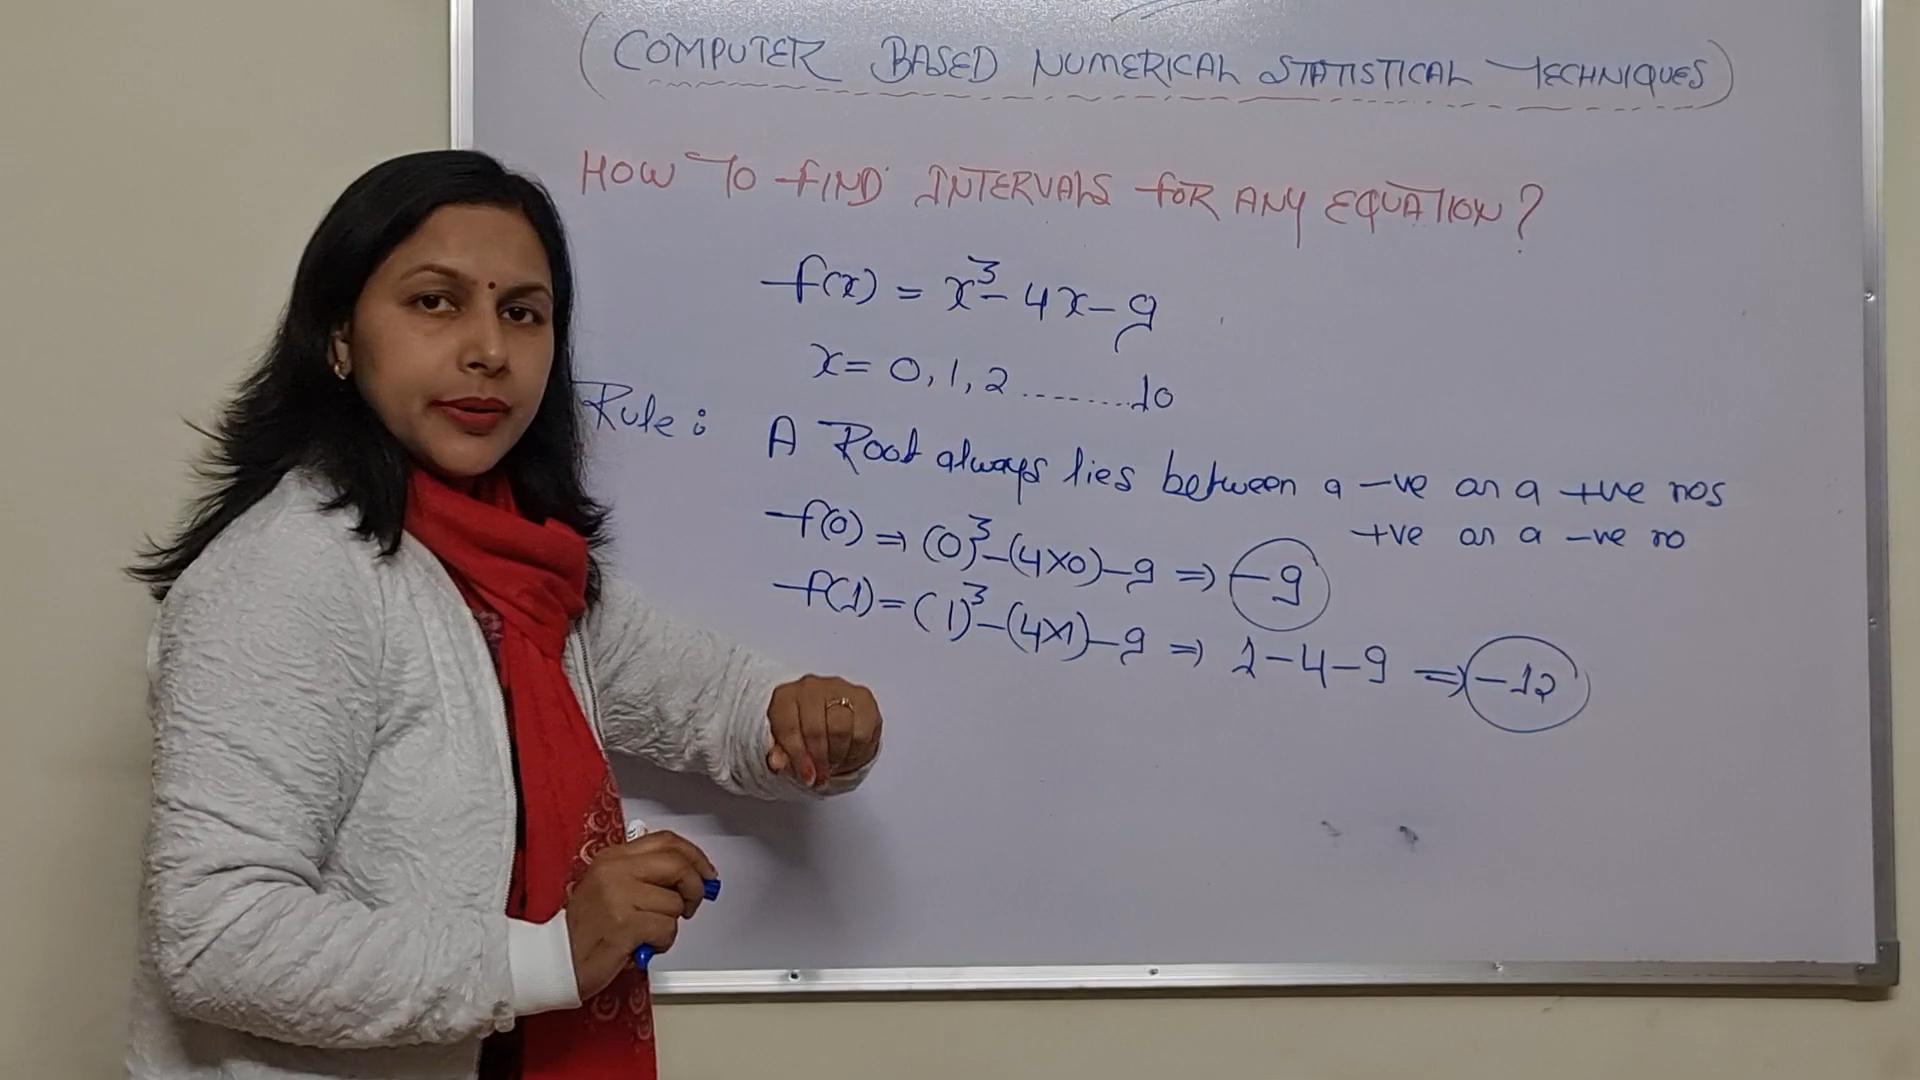 (COMPUTER BASED NUMERICAL STATISTICAL TECHNIQUES)
HOW TO FIND INTERVALS FOR ANY EQUATION?
f(x) = x³- 4x - 9
x = 0, 1, 2 ......... 10
Rule : A Root always lies between a -ve or a +ve nos
+ve or a -ve no
f(0) ⇒ (0)³-(4×0)-9 ⇒ -9
f(1) = (1)³-(4×1)-9 ⇒ 1-4-9 ⇒ -12